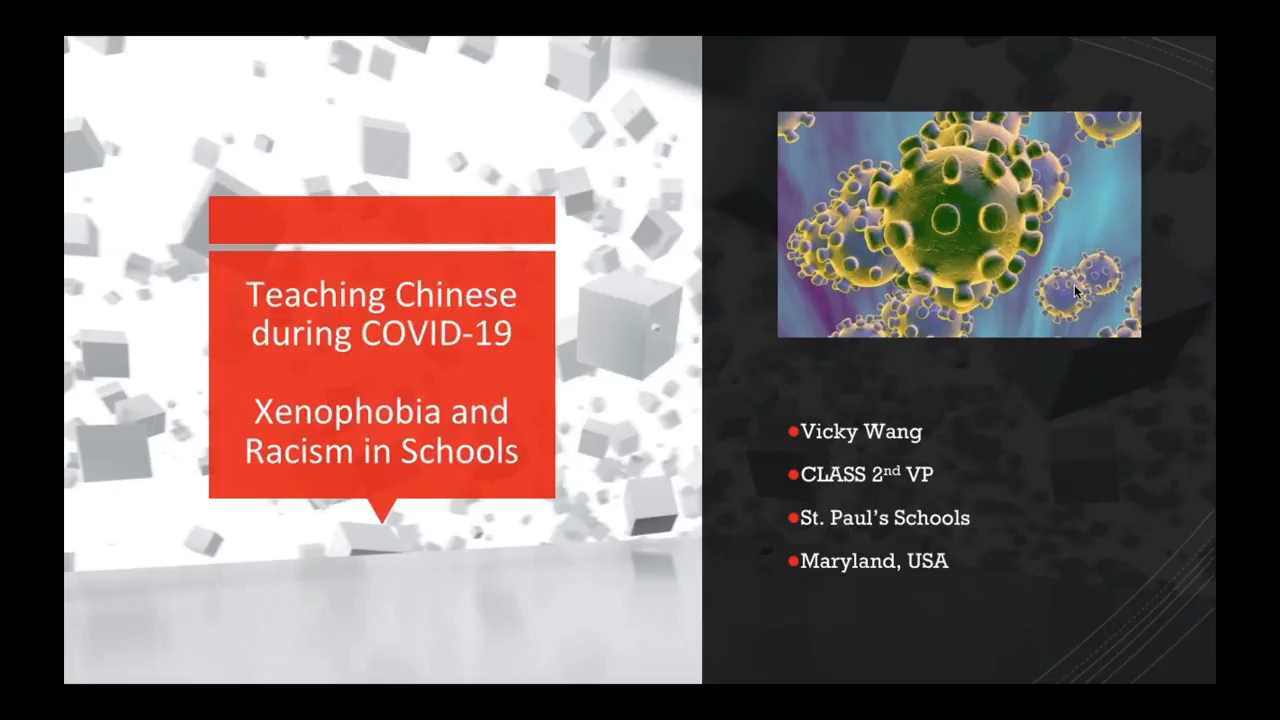 Teaching Chinese
during COVID-19
Xenophobia and
Racism in Schools
Vicky Wang
CLASS 2nd VP
St. Paul's Schools
Maryland, USA